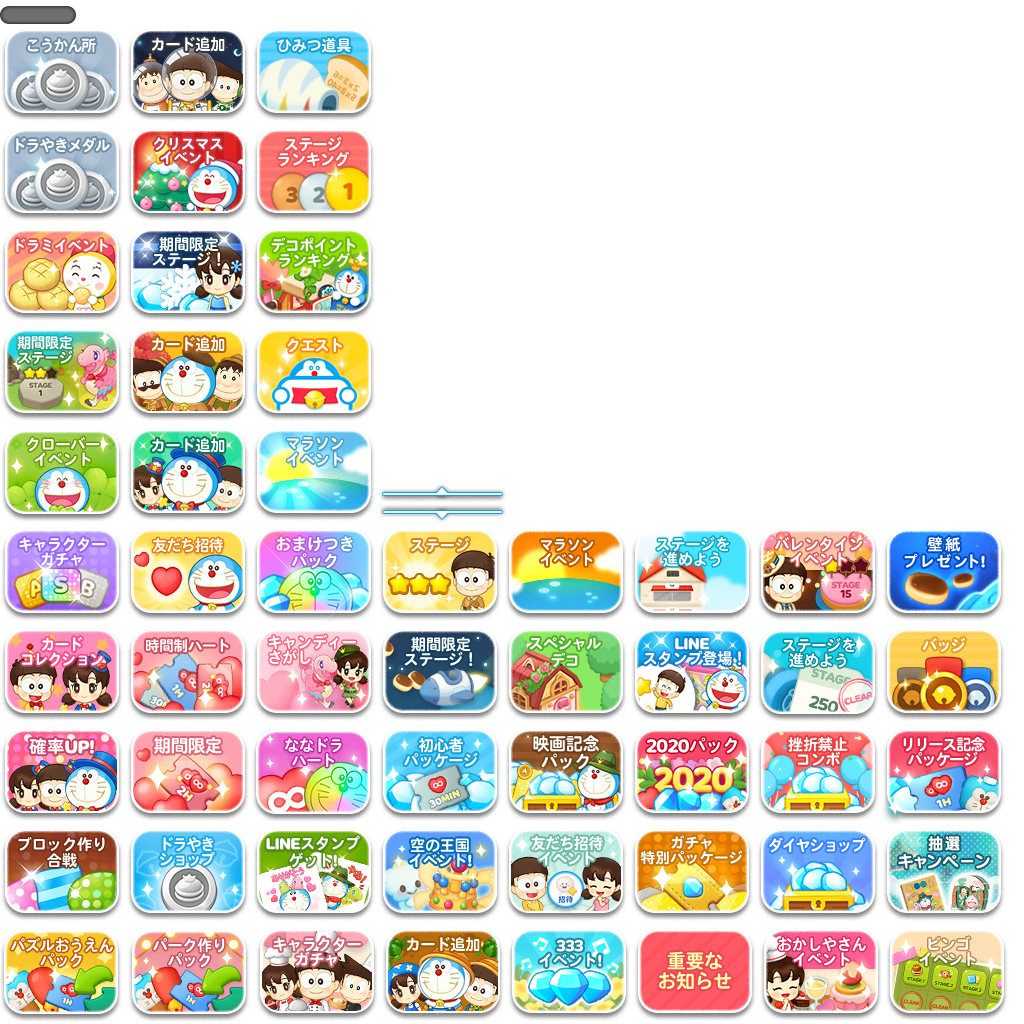 こうかん所
カード追加
ひみつ道具
ドラやきメダル
クリスマス
イベント
ステージ
ランキング
3
2
1
ドラミイベント
期間限定
ステージ!
デコポイント
ランキング
期間限定
ステージ
STAGE
1
カード追加
クエスト
クローバー
イベント
カード追加
マラソン
イベント
キャラクター
ガチャ
A
S
B
友だち招待
おまけつき
パック
ステージ
マラソン
イベント
ステージを
進めよう
バレンタイン
イベント
STAGE
15
壁紙
プレゼント!
カード
コレクション
時間制ハート
キャンディー
さがし
期間限定
ステージ!
スペシャル
デコ
LINE
スタンプ登場!
ステージを
進めよう
STAGE
250
CLEAR
バッジ
確率UP!
期間限定
2H
ななドラ
ハート
初心者
パッケージ
30MIN
映画記念
パック
2020パック
2020
挫折禁止
コンボ
リリース記念
パッケージ
1H
ブロック作り
合戦
ドラやき
ショップ
LINEスタンプ
ゲット!
空の王国
イベント!
友だち招待
イベント
招待
ガチャ
特別パッケージ
ダイヤショップ
抽選
キャンペーン
パズルおうえん
パック
1H
パーク作り
パック
1H
キャラクター
ガチャ
カード追加
333
イベント!
重要な
お知らせ
おかしやさん
イベント
ビンゴ
イベント
STAGE 1
STAGE 2
STAGE 3
CLEAR
CLEAR